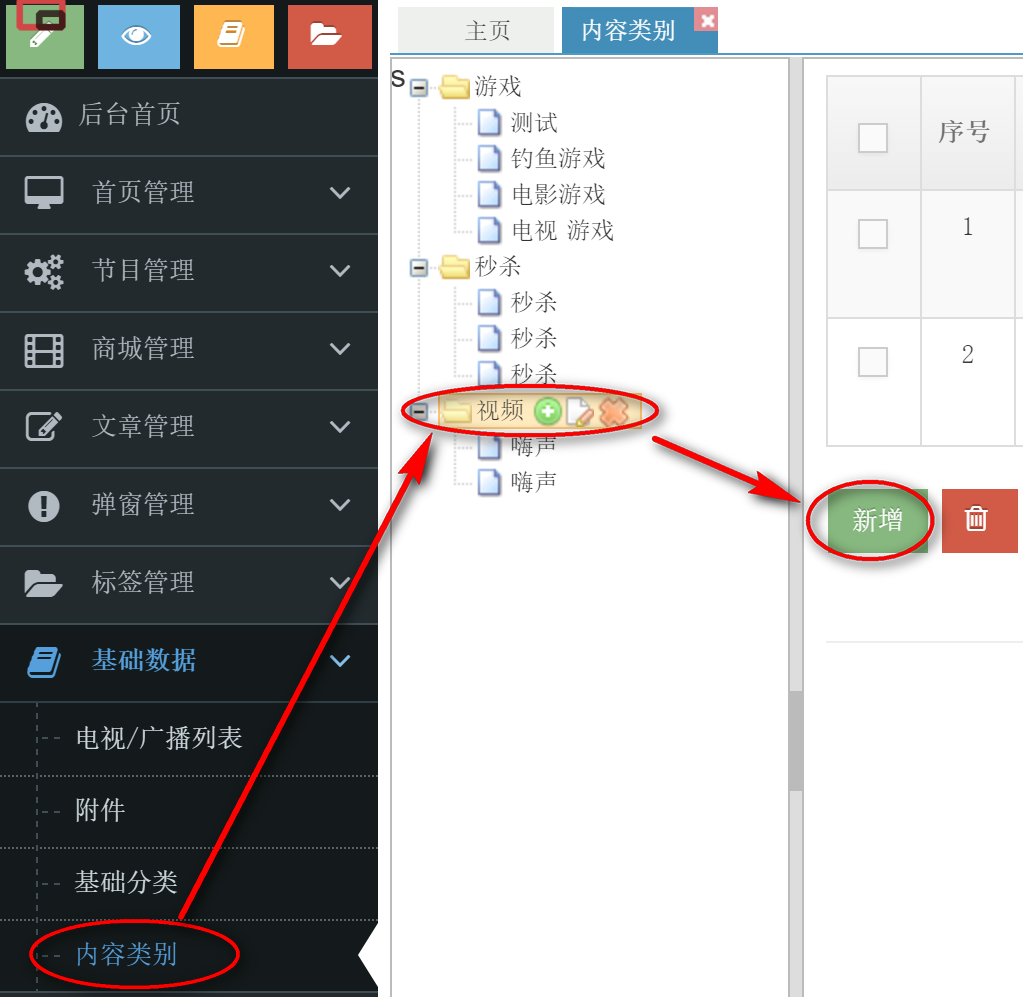 后台首页
首页管理
节目管理
商城管理
文章管理
弹窗管理
标签管理
基础数据
电视/广播列表
附件
基础分类
内容类别
主页
内容类别
S
游戏
测试
钓鱼游戏
电影游戏
电视 游戏
秒杀
秒杀
秒杀
秒杀
视频
嗨声
嗨声
序号
1
2
新增